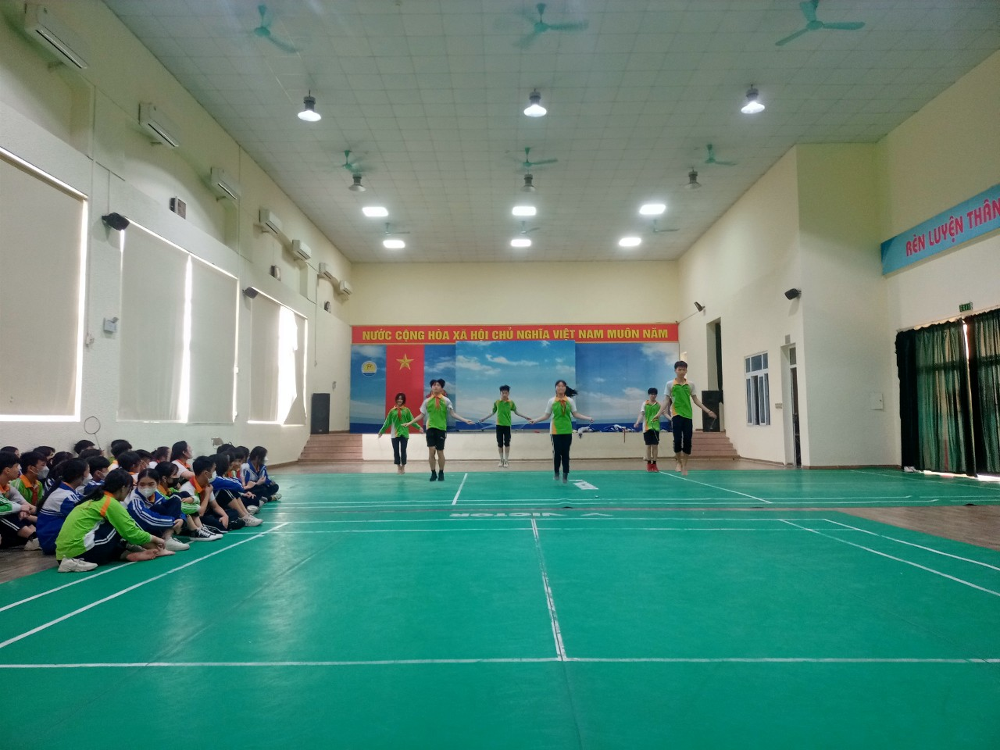 NƯỚC CỘNG HÒA XÃ HỘI CHỦ NGHĨA VIỆT NAM MUÔN NĂM
RÈN LUYỆN THÂN
VICTOR